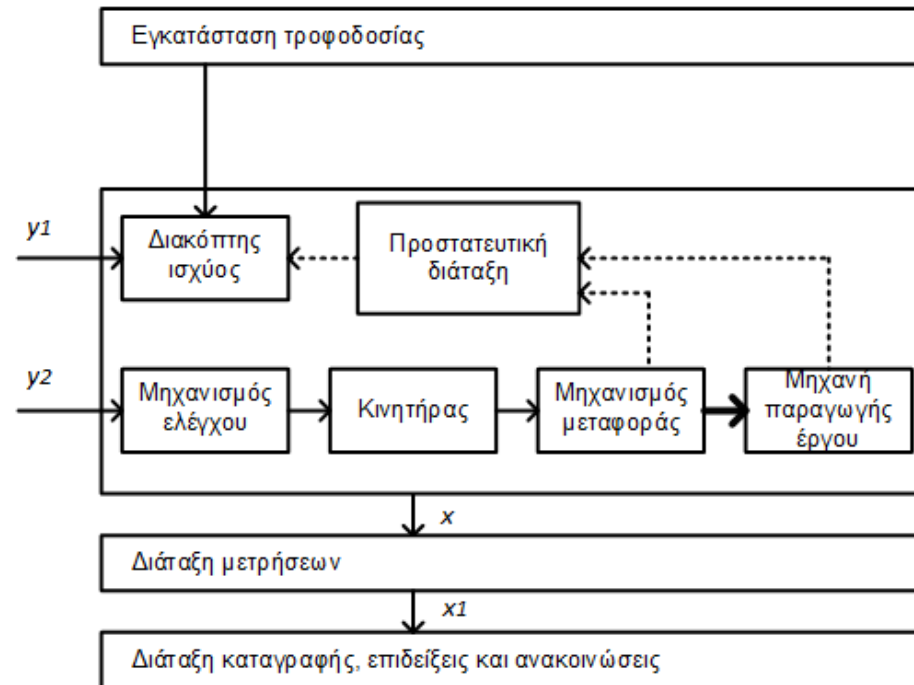 Εγκατάσταση τροφοδοσίας
y1
Διακόπτης
ισχύος
Προστατευτική
διάταξη
y2
Μηχανισμός
ελέγχου
Κινητήρας
Μηχανισμός
μεταφοράς
Μηχανή
παραγωγής
έργου
x
Διάταξη μετρήσεων
x1
Διάταξη καταγραφής, επιδείξεις και ανακοινώσεις